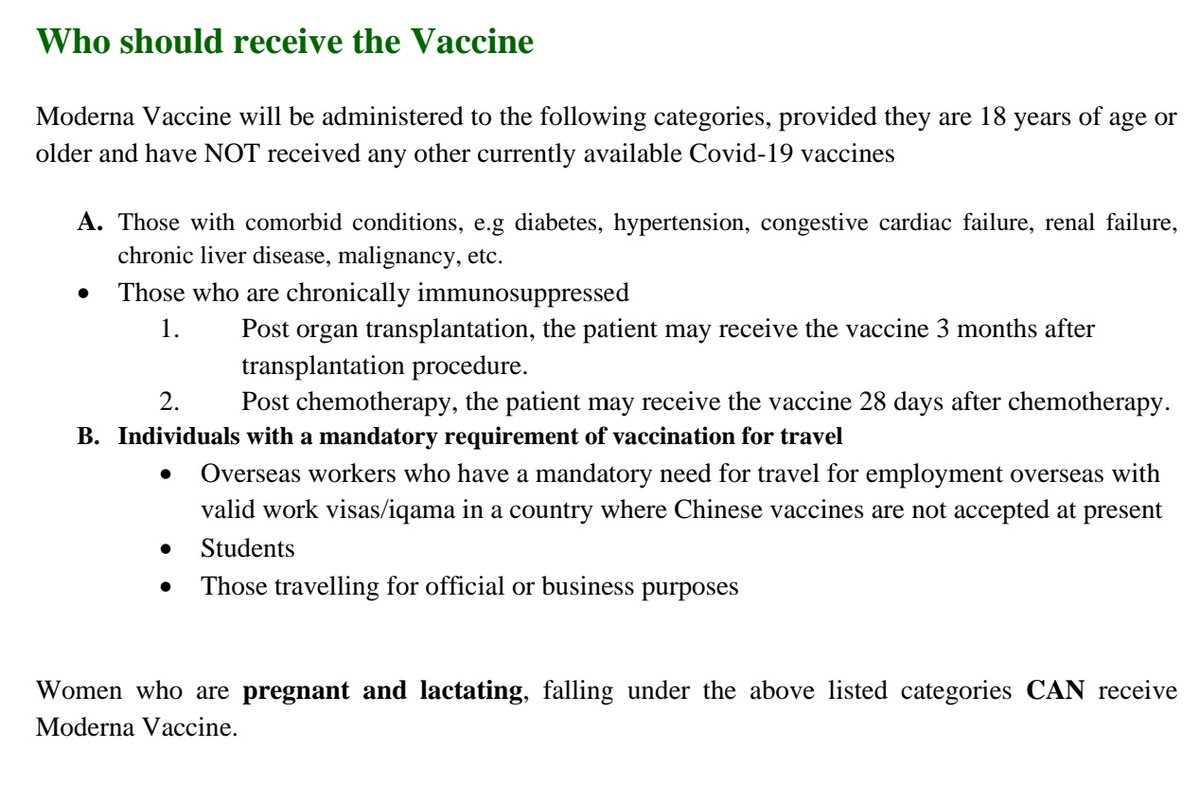 Who should receive the Vaccine
Moderna Vaccine will be administered to the following categories, provided they are 18 years of age or
older and have NOT received any other currently available Covid-19 vaccines
A. Those with comorbid conditions, e.g diabetes, hypertension, congestive cardiac failure, renal failure,
chronic liver disease, malignancy, etc.
• Those who are chronically immunosuppressed
1. Post organ transplantation, the patient may receive the vaccine 3 months after
transplantation procedure.
2. Post chemotherapy, the patient may receive the vaccine 28 days after chemotherapy.
B. Individuals with a mandatory requirement of vaccination for travel
• Overseas workers who have a mandatory need for travel for employment overseas with
valid work visas/iqama in a country where Chinese vaccines are not accepted at present
• Students
• Those travelling for official or business purposes
Women who are pregnant and lactating, falling under the above listed categories CAN receive
Moderna Vaccine.